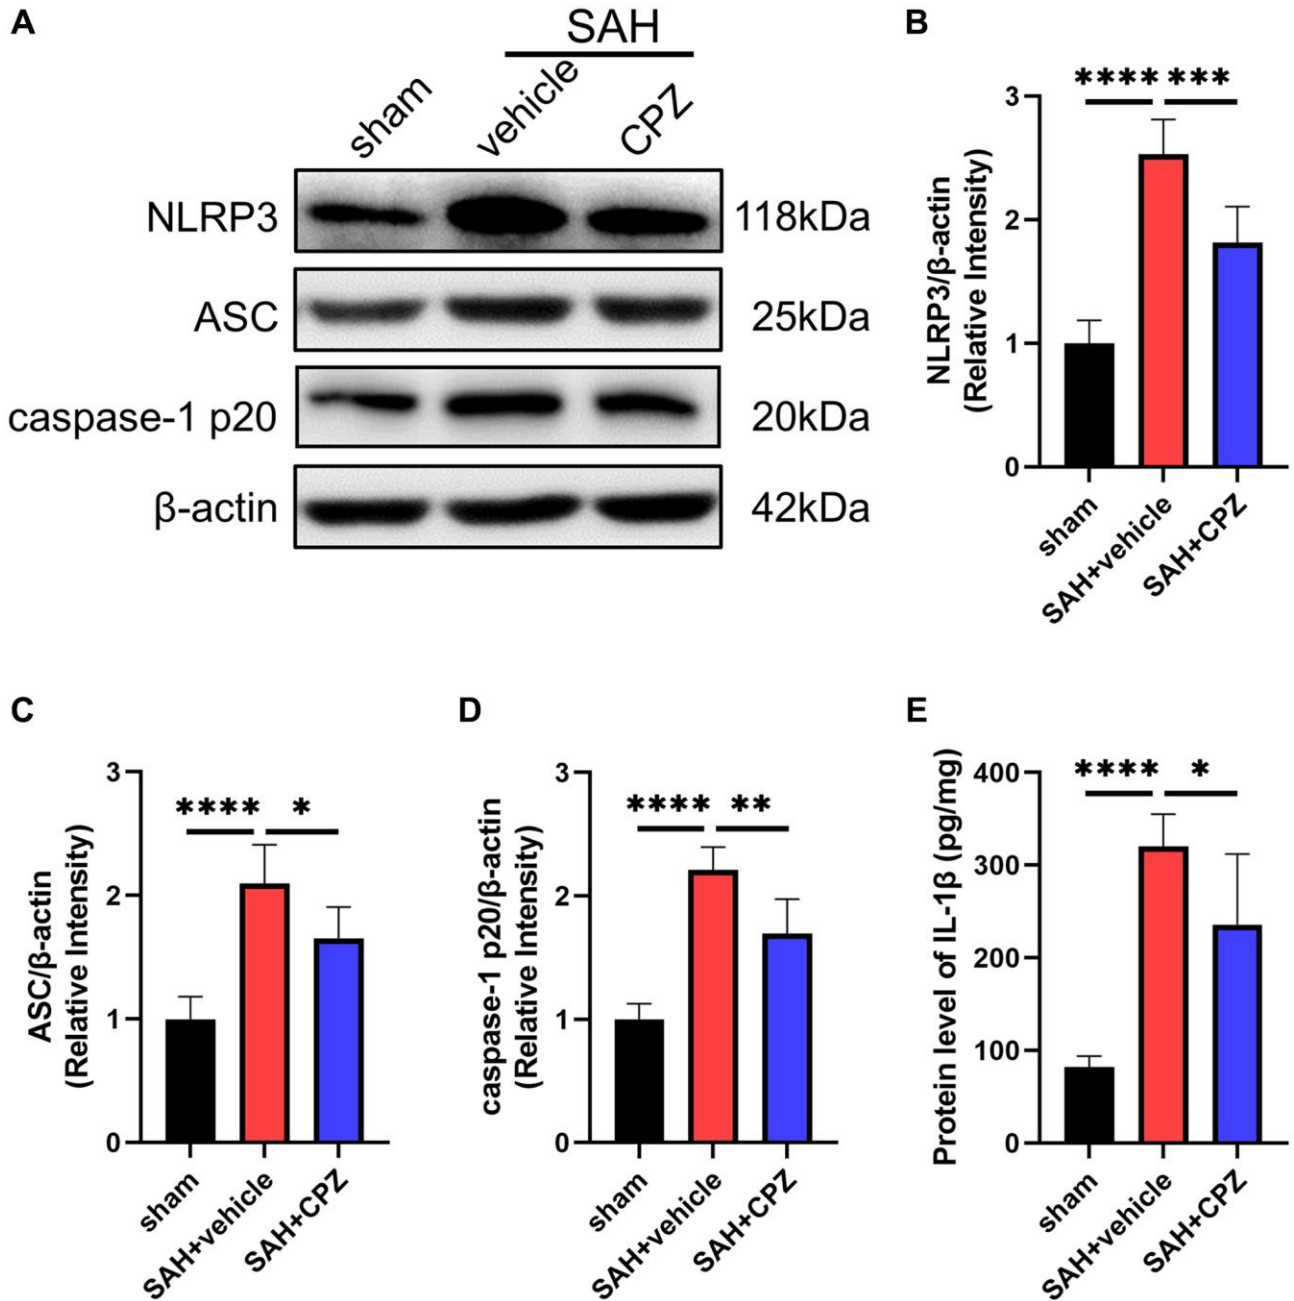 A
SAH
sham
vehicle
CPZ
NLRP3
118kDa
ASC
25kDa
caspase-1 p20
20kDa
β-actin
42kDa
B
**** ***
NLRP3/β-actin
(Relative Intensity)
3
2
1
0
sham
SAH+vehicle
SAH+CPZ
C
**** *
ASC/β-actin
(Relative Intensity)
3
2
1
0
sham
SAH+vehicle
SAH+CPZ
D
**** **
caspase-1 p20/β-actin
(Relative Intensity)
3
2
1
0
sham
SAH+vehicle
SAH+CPZ
E
**** *
Protein level of IL-1β (pg/mg)
400
300
200
100
0
sham
SAH+vehicle
SAH+CPZ